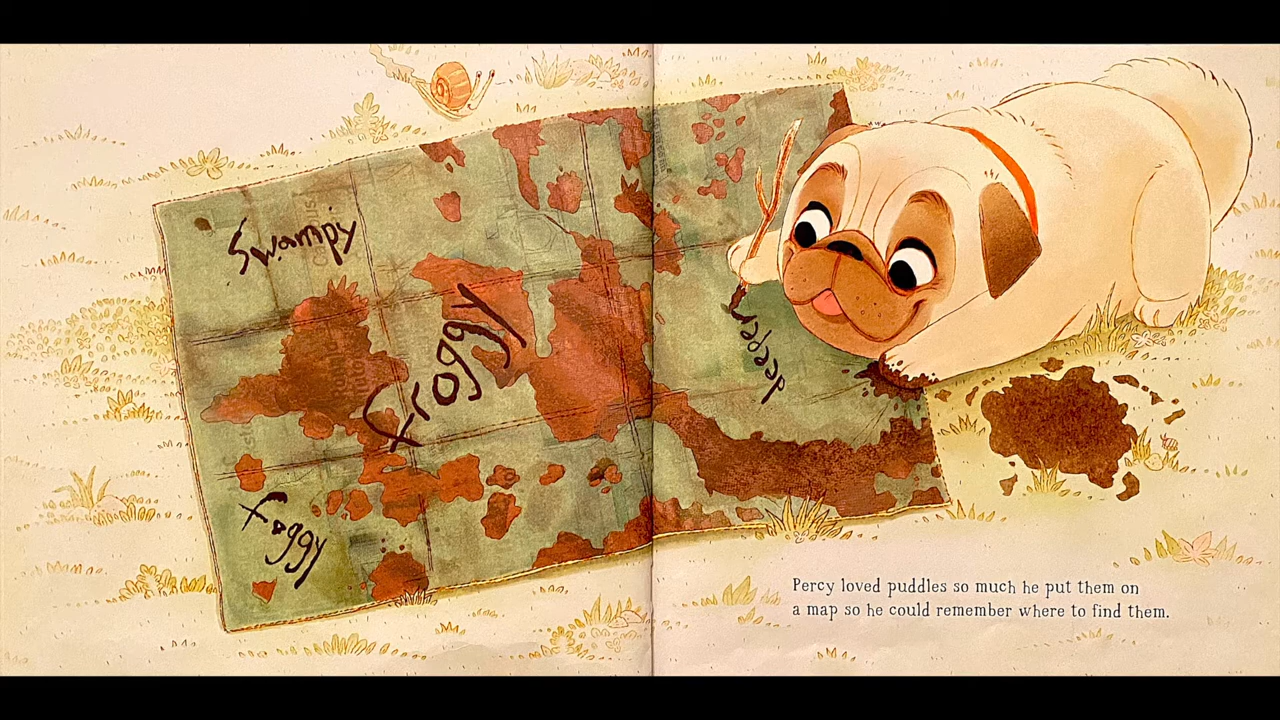 Swampy
froggy
foggy
deeper
Percy loved puddles so much he put them on
a map so he could remember where to find them.